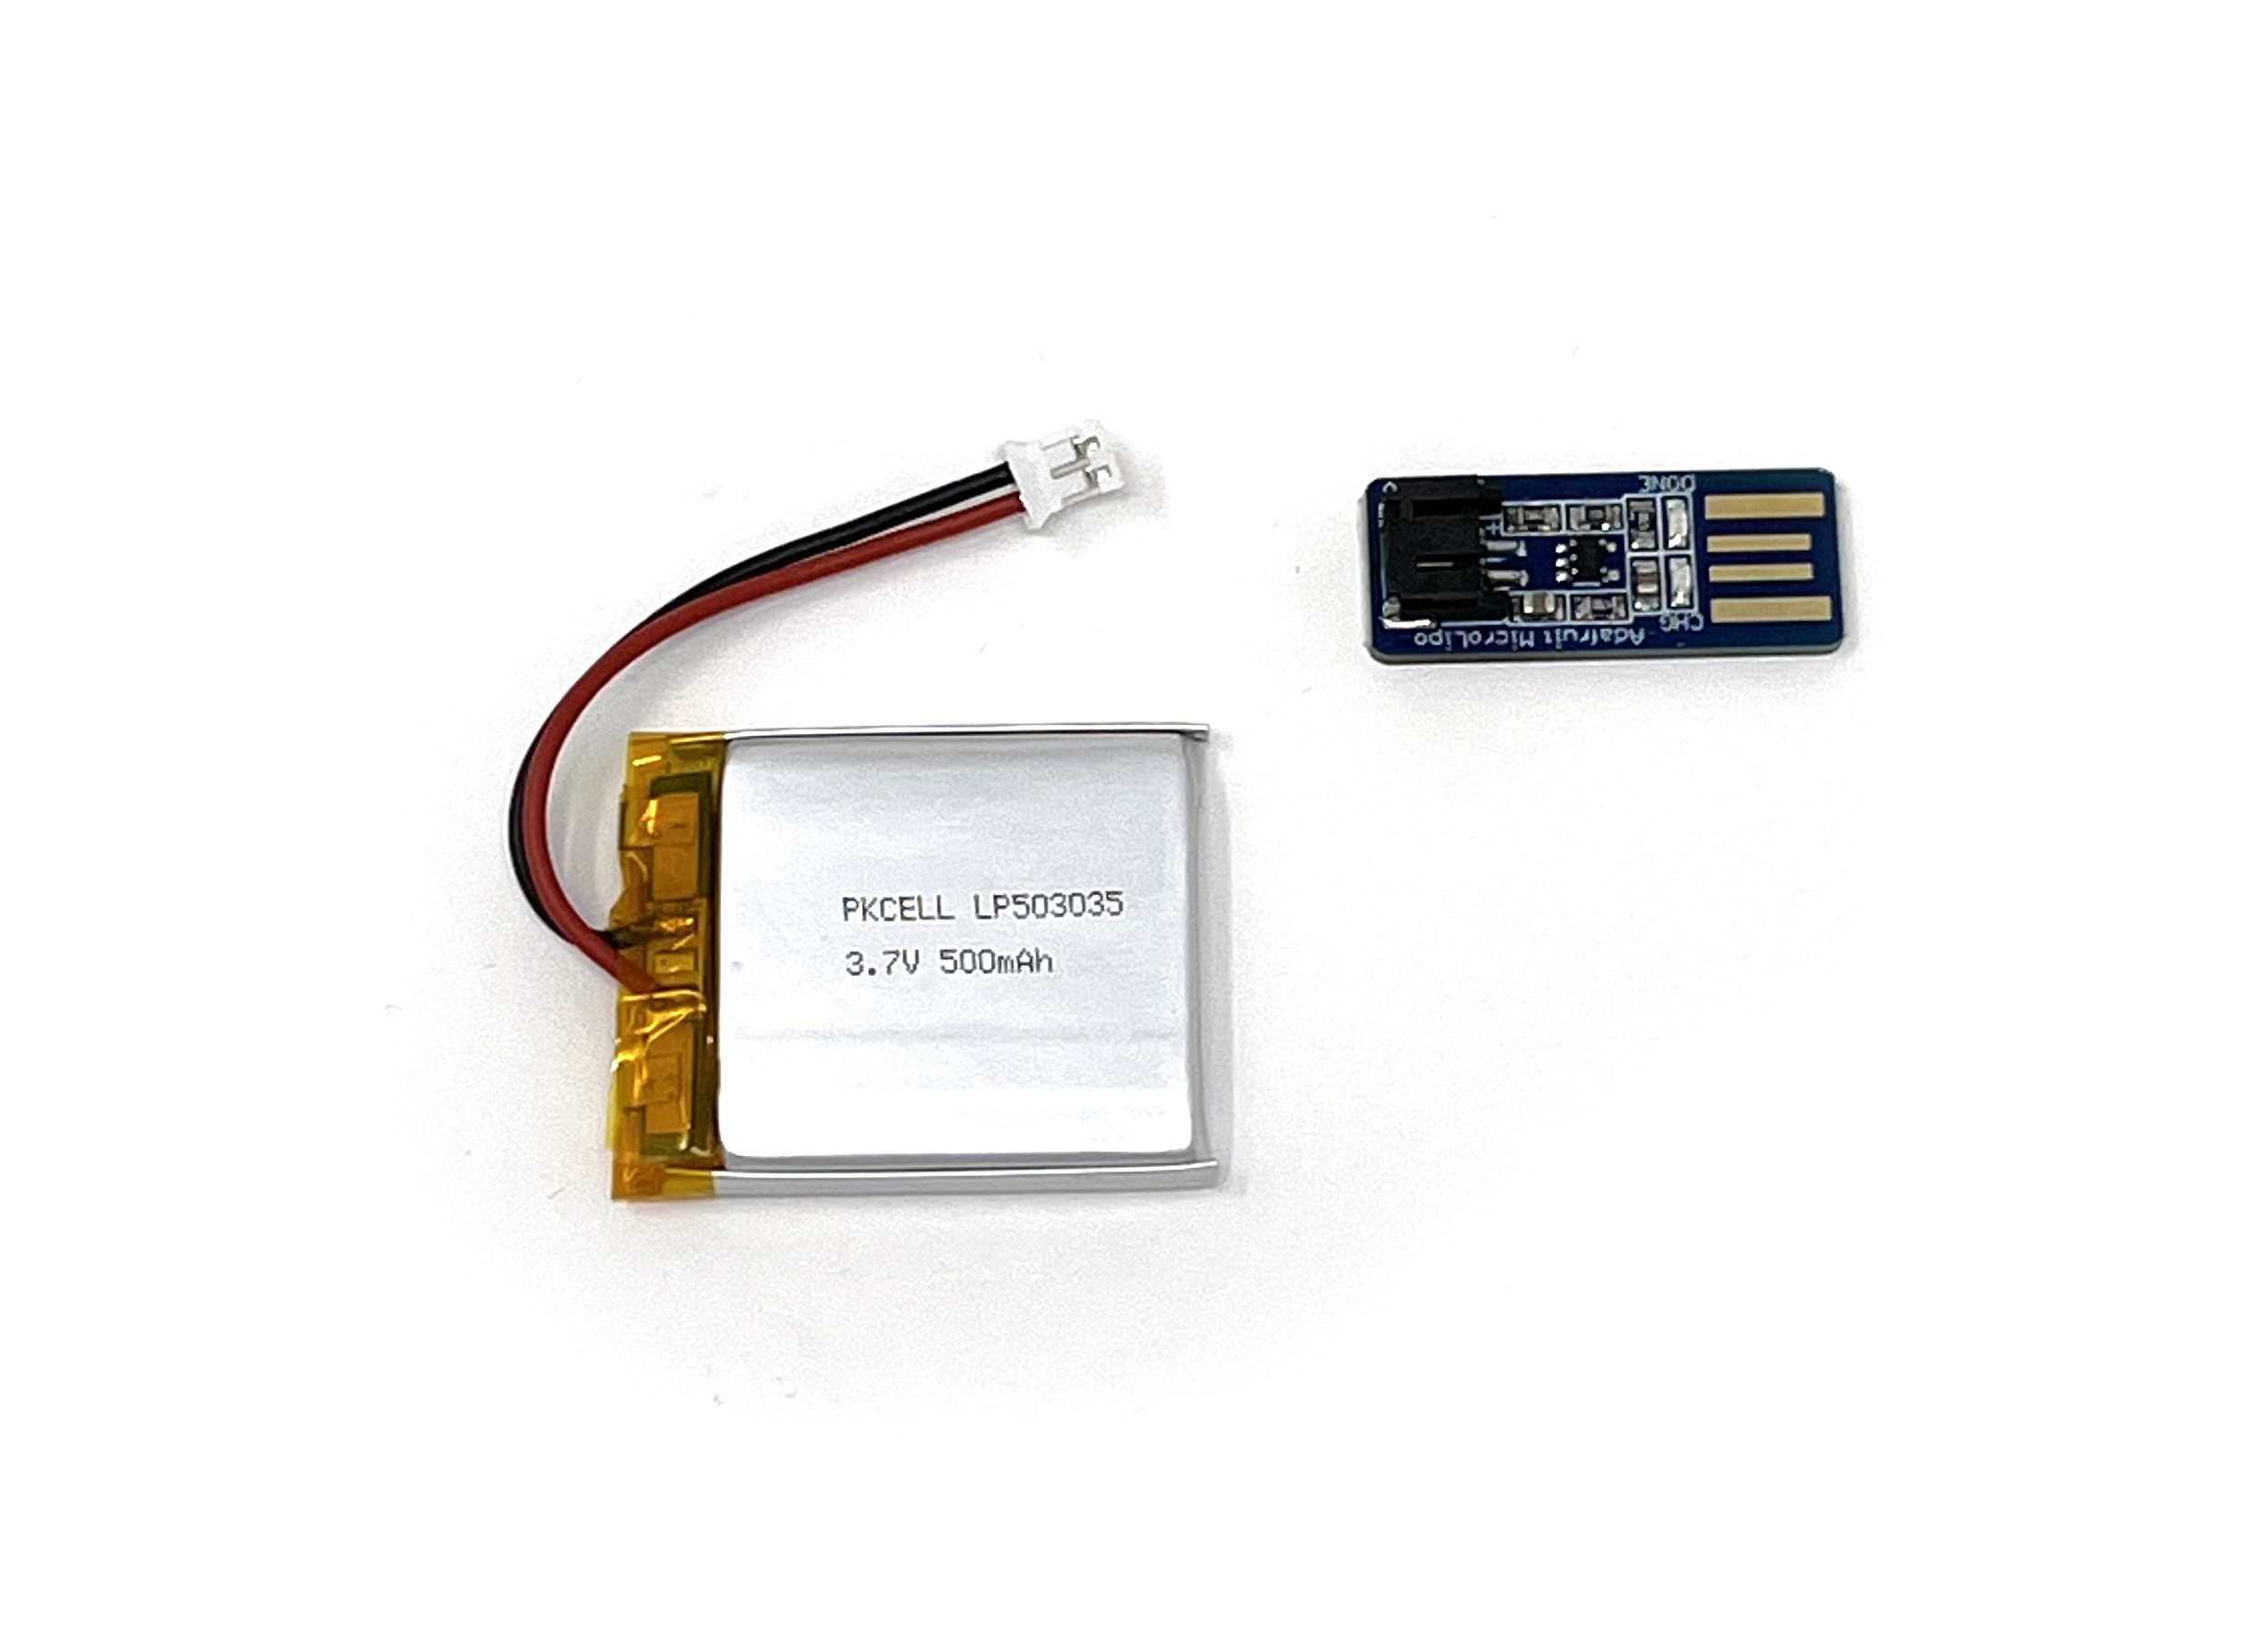 PKCELL LP503035
3.7V 500mAh
DONE
+
CHG
Adafruit MicroLipo